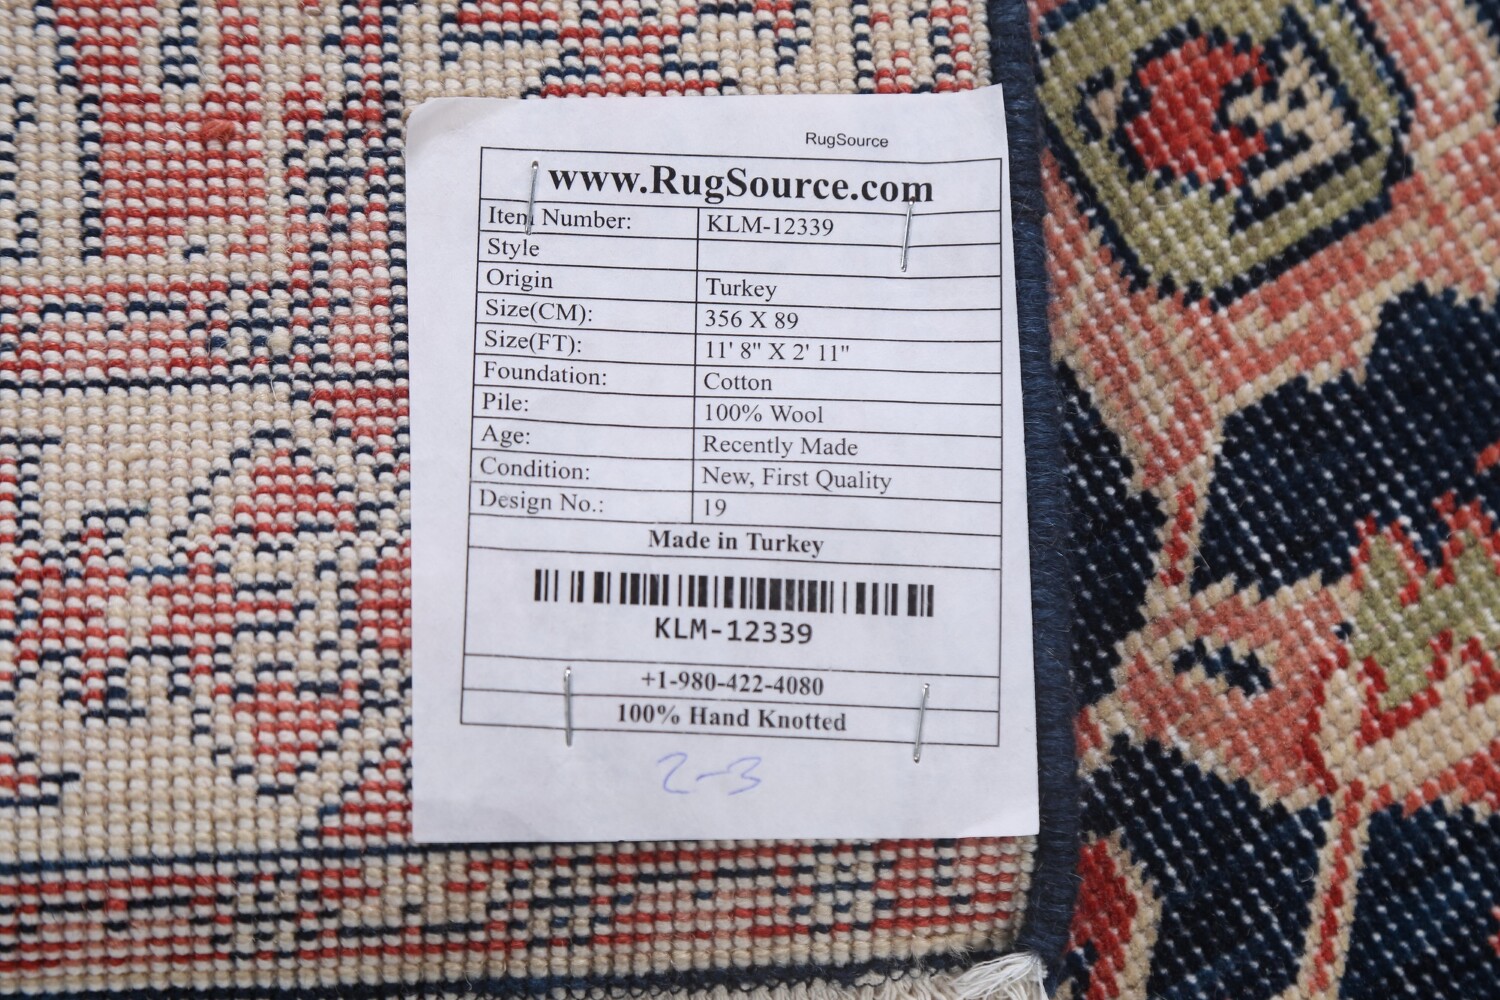 RugSource
www.RugSource.com
Item Number: KLM-12339
Style
Origin Turkey
Size(CM): 356 X 89
Size(FT): 11' 8" X 2' 11"
Foundation: Cotton
Pile: 100% Wool
Age: Recently Made
Condition: New, First Quality
Design No.: 19
Made in Turkey
KLM-12339
+1-980-422-4080
100% Hand Knotted
2-3